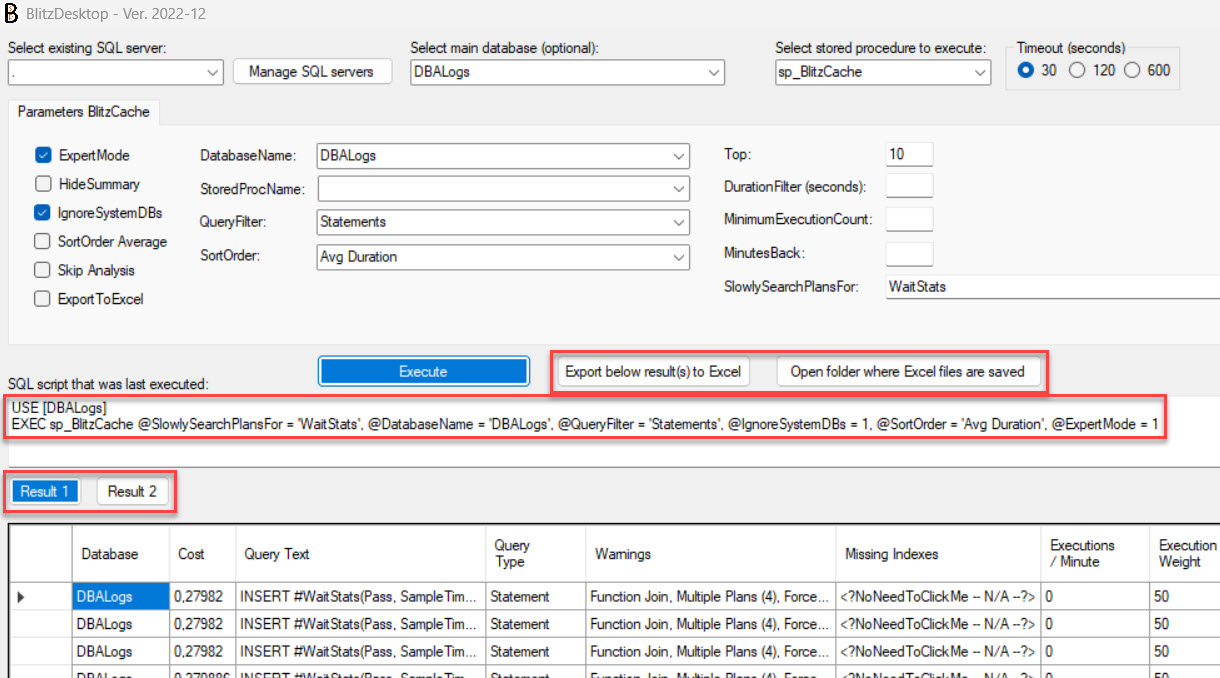 BlitzDesktop - Ver. 2022-12
Select existing SQL server:
Select main database (optional):
Select stored procedure to execute:
Timeout (seconds)
.
Manage SQL servers
DBALogs
sp_BlitzCache
30 120 600
Parameters BlitzCache
ExpertMode
DatabaseName: DBALogs
Top: 10
HideSummary
StoredProcName:
DurationFilter (seconds):
IgnoreSystemDBs
QueryFilter: Statements
MinimumExecutionCount:
SortOrder Average
SortOrder: Avg Duration
MinutesBack:
Skip Analysis
SlowlySearchPlansFor: WaitStats
ExportToExcel
Execute
Export below result(s) to Excel
Open folder where Excel files are saved
SQL script that was last executed:
USE [DBALogs]
EXEC sp_BlitzCache @SlowlySearchPlansFor = 'WaitStats', @DatabaseName = 'DBALogs', @QueryFilter = 'Statements', @IgnoreSystemDBs = 1, @SortOrder = 'Avg Duration', @ExpertMode = 1
Result 1 Result 2
Database Cost Query Text Query Type Warnings Missing Indexes Executions / Minute Execution Weight
DBALogs 0,27982 INSERT #WaitStats(Pass, SampleTim... Statement Function Join, Multiple Plans (4), Force... <?NoNeedToClickMe -- N/A --?> 0 50
DBALogs 0,27982 INSERT #WaitStats(Pass, SampleTim... Statement Function Join, Multiple Plans (4), Force... <?NoNeedToClickMe -- N/A --?> 0 50
DBALogs 0,27982 INSERT #WaitStats(Pass, SampleTim... Statement Function Join, Multiple Plans (4), Force... <?NoNeedToClickMe -- N/A --?> 0 50